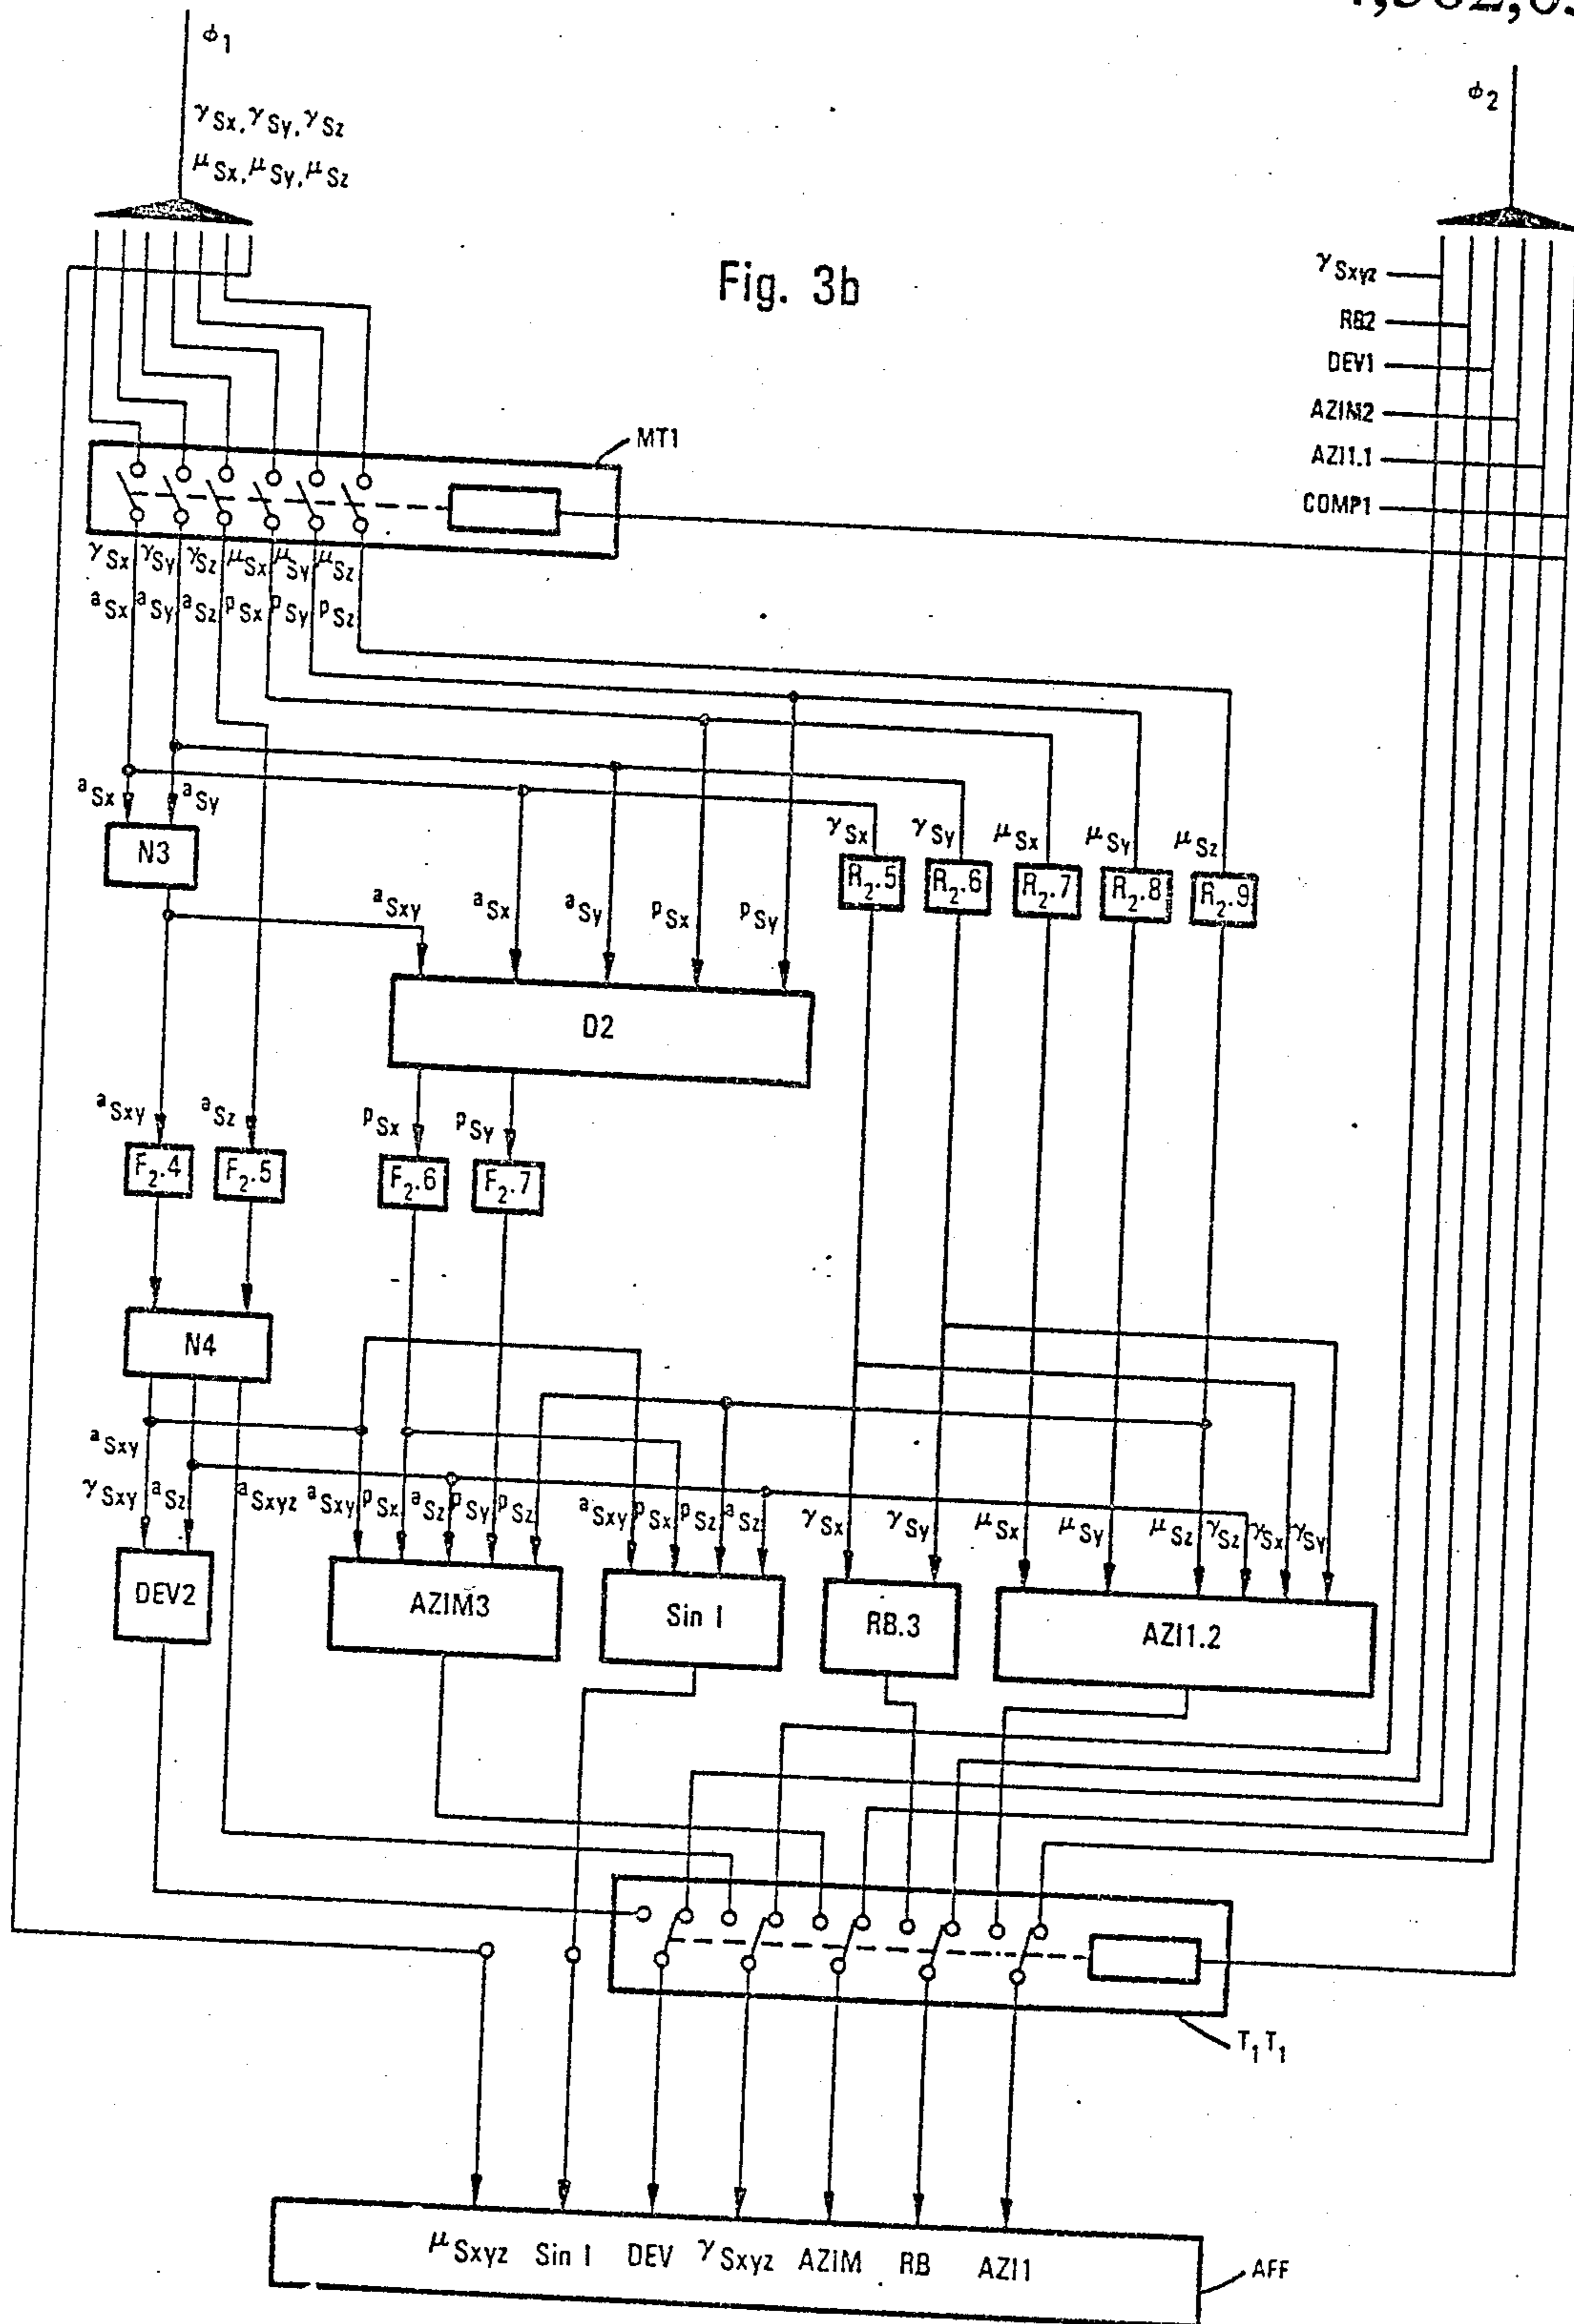 ϕ1
ϕ2
γSx, γSy, γSz
μSx, μSy, μSz
Fig. 3b
γSxyz
RB2
DEV1
AZIM2
AZI1.1
COMP1
MT1
γSx γSy γSz μSx μSy μSz
aSx aSy aSz pSx pSy pSz
aSx aSy
N3
γSx γSy μSx μSy μSz
R2.5 R2.6 R2.7 R2.8 R2.9
aSxy aSx aSy pSx pSy
D2
aSxy aSz pSx pSy
F2.4 F2.5 F2.6 F2.7
N4
aSxy
γSxy aSz aSxyz aSxy pSx aSz pSy pSz aSxy pSx pSz aSz γSx γSy μSx μSy μSz γSz γSx γSy
DEV2 AZIM3 Sin I RB.3 AZI1.2
T1T1
μSxyz Sin I DEV γSxyz AZIM RB AZI1
AFF